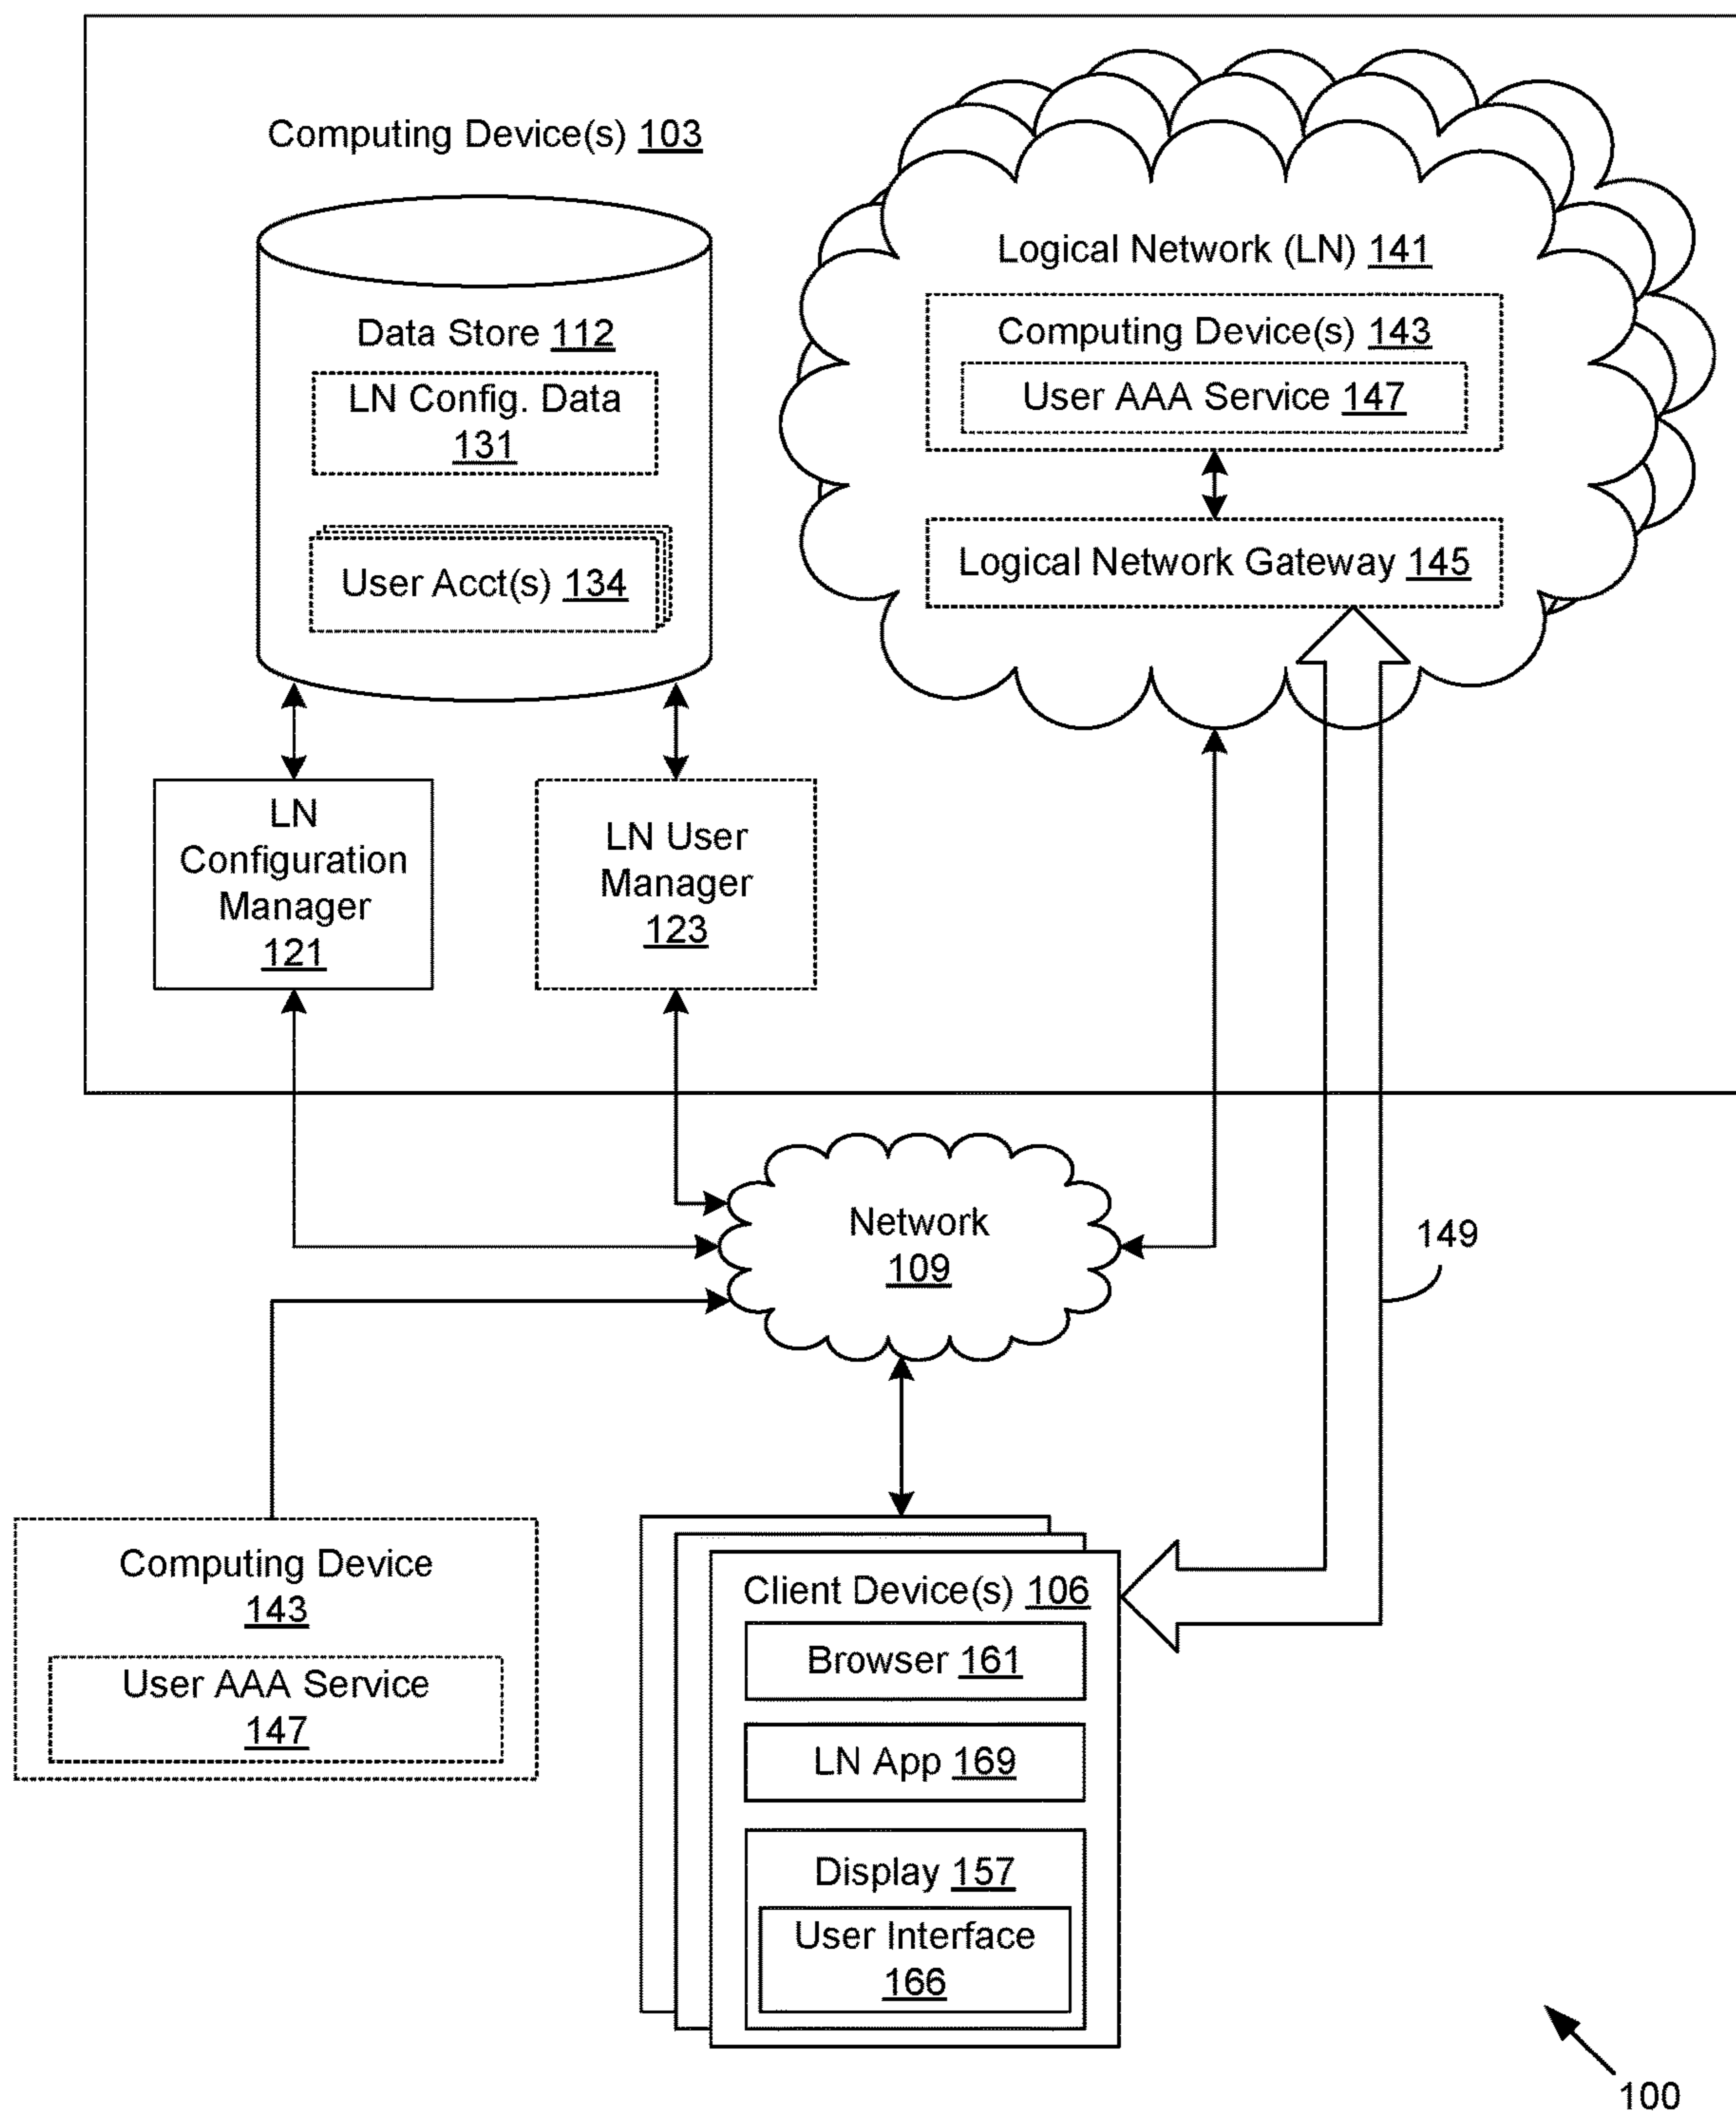 Computing Device(s) 103
Data Store 112
LN Config. Data
131
User Acct(s) 134
Logical Network (LN) 141
Computing Device(s) 143
User AAA Service 147
Logical Network Gateway 145
LN
Configuration
Manager
121
LN User
Manager
123
Network
109
149
Computing Device
143
User AAA Service
147
Client Device(s) 106
Browser 161
LN App 169
Display 157
User Interface
166
100